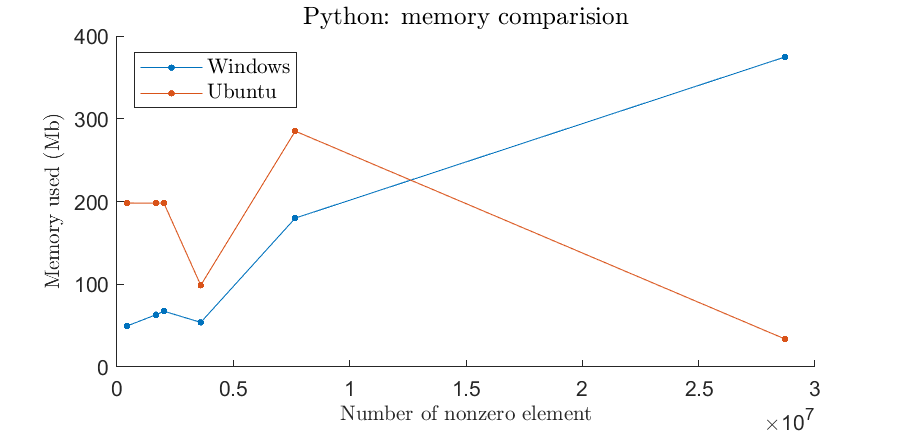 Python: memory comparision
400
300
200
100
0
Memory used (Mb)
Windows
Ubuntu
0 0.5 1 1.5 2 2.5 3
Number of nonzero element
×10^7